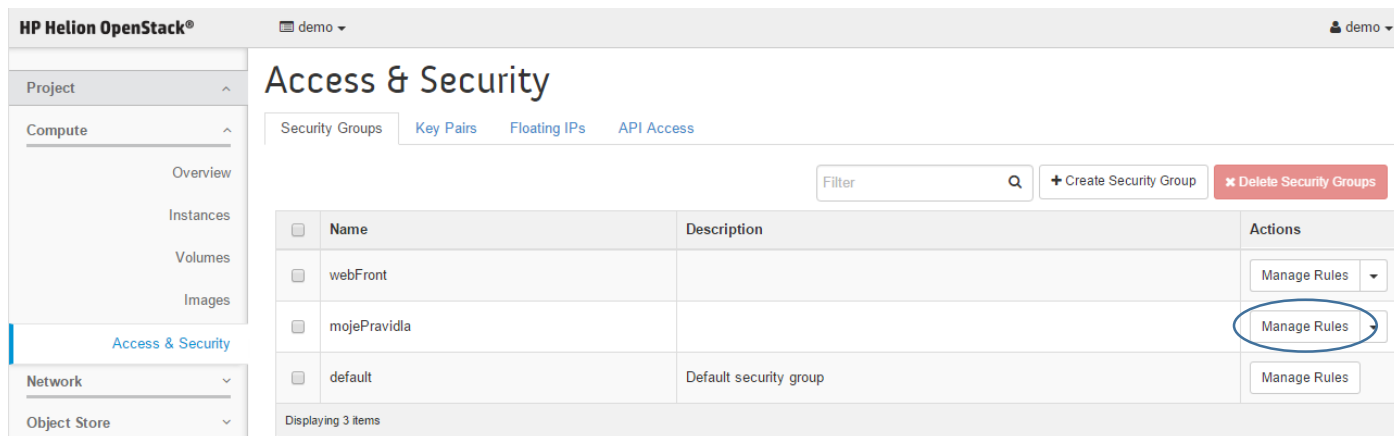 HP Helion OpenStack®
demo
demo
Project
Compute
Overview
Instances
Volumes
Images
Access & Security
Network
Object Store
Access & Security
Security Groups Key Pairs Floating IPs API Access
Filter + Create Security Group × Delete Security Groups
Name Description Actions
webFront Manage Rules
mojePravidla Manage Rules
default Default security group Manage Rules
Displaying 3 items